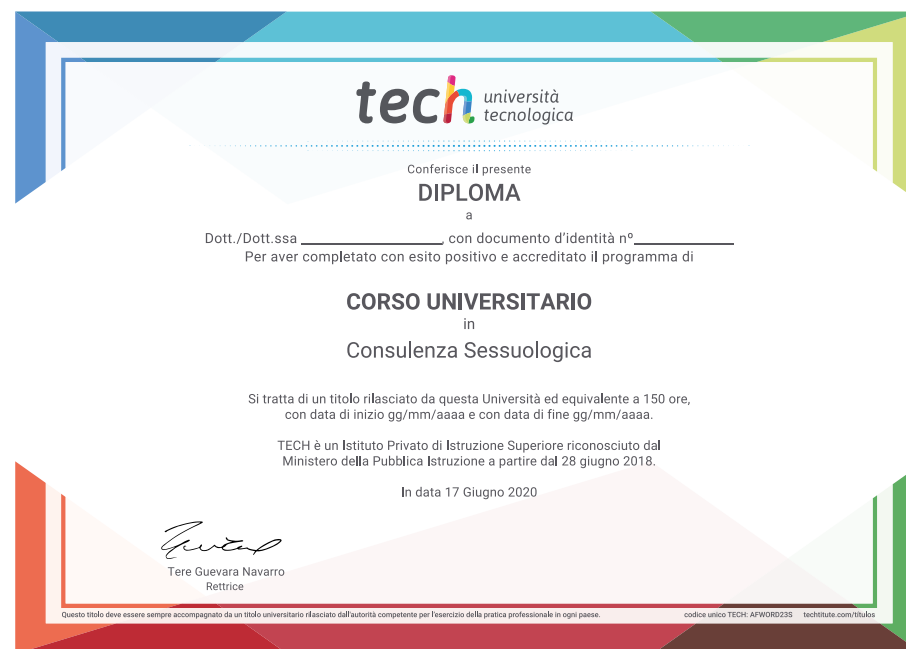 tech università
tecnologica
Conferisce il presente
DIPLOMA
a
Dott./Dott.ssa ____________________, con documento d'identità nº______________
Per aver completato con esito positivo e accreditato il programma di
CORSO UNIVERSITARIO
in
Consulenza Sessuologica
Si tratta di un titolo rilasciato da questa Università ed equivalente a 150 ore,
con data di inizio gg/mm/aaaa e con data di fine gg/mm/aaaa.
TECH è un Istituto Privato di Istruzione Superiore riconosciuto dal
Ministero della Pubblica Istruzione a partire dal 28 giugno 2018.
In data 17 Giugno 2020
Tere Guevara Navarro
Rettrice
Questo titolo deve essere sempre accompagnato da un titolo universitario rilasciato dall'autorità competente per l'esercizio della pratica professionale in ogni paese. codice unico TECH: AFWORD23S techtitute.com/titulos